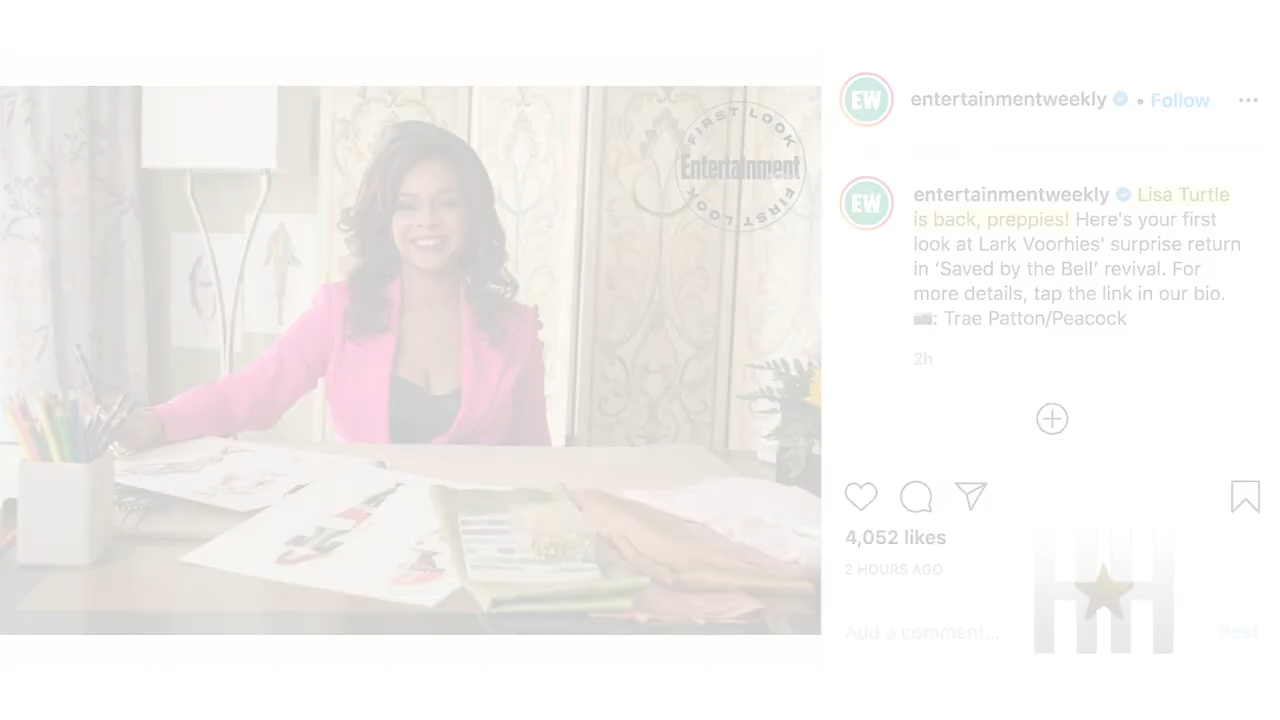 FIRST LOOK
Entertainment
FIRST LOOK
EW
entertainmentweekly • Follow
EW
entertainmentweekly Lisa Turtle
is back, preppies! Here's your first
look at Lark Voorhies' surprise return
in ‘Saved by the Bell’ revival. For
more details, tap the link in our bio.
: Trae Patton/Peacock
2h
4,052 likes
2 HOURS AGO
Add a comment...
Post